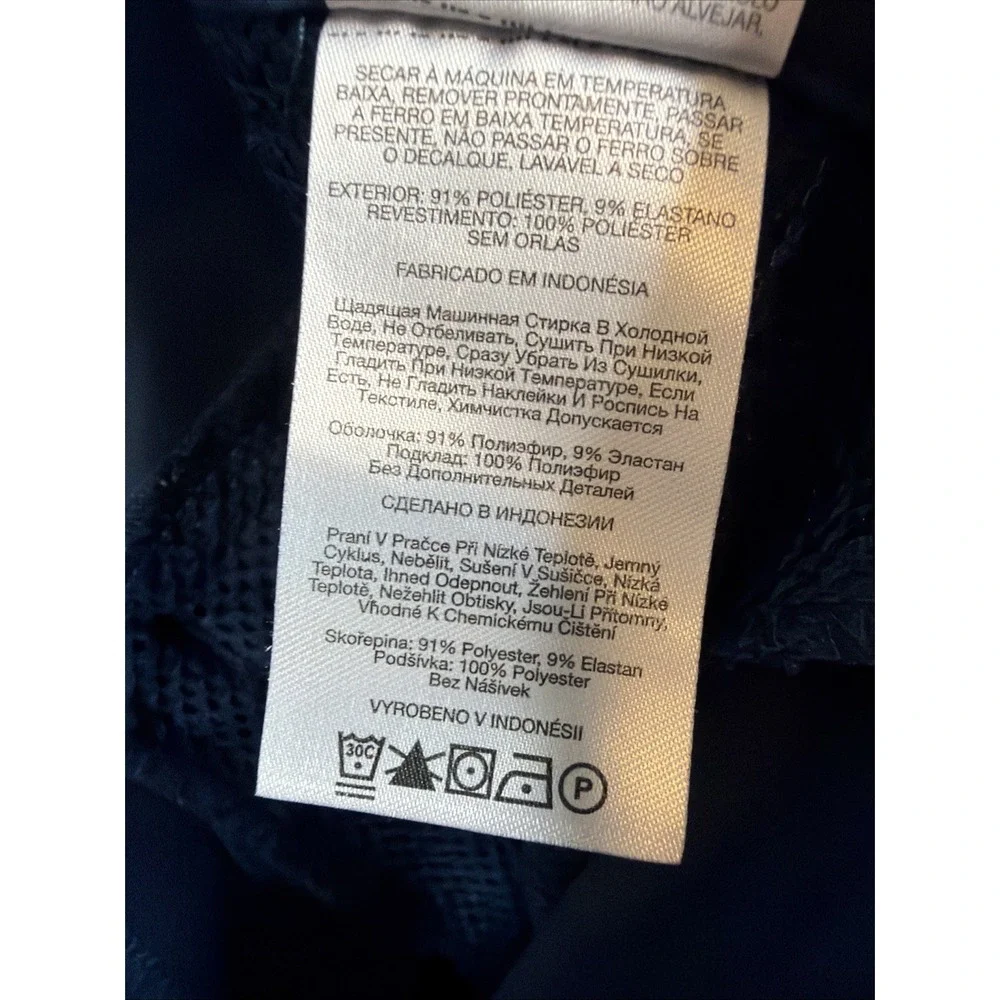 ALVEJAR,
SECAR À MÁQUINA EM TEMPERATURA
BAIXA, REMOVER PRONTAMENTE, PASSAR
A FERRO EM BAIXA TEMPERATURA, SE
PRESENTE, NÃO PASSAR O FERRO SOBRE
O DECALQUE, LAVÁVEL A SECO
EXTERIOR: 91% POLIÉSTER, 9% ELASTANO
REVESTIMENTO: 100% POLIÉSTER
SEM ORLAS
FABRICADO EM INDONÉSIA
Щадящая Машинная Стирка В Холодной
Воде, Не Отбеливать, Сушить При Низкой
Температуре, Сразу Убрать Из Сушилки,
Гладить При Низкой Температуре, Если
Есть, Не Гладить Наклейки И Роспись На
Текстиле, Химчистка Допускается
Оболочка: 91% Полиэфир, 9% Эластан
Подклад: 100% Полиэфир
Без Дополнительных Деталей
СДЕЛАНО В ИНДОНЕЗИИ
Praní V Pračce Při Nízké Teplotě, Jemný
Cyklus, Nebělit, Sušení V Sušičce, Nízká
Teplota, Ihned Odepnout, Žehlení Při Nízke
Teplotě, Nežehlit Obtisky, Jsou-Li Přítomny,
Vhodné K Chemickému Čištění
Skořepina: 91% Polyester, 9% Elastan
Podšívka: 100% Polyester
Bez Nášivek
VYROBENO V INDONÉSII
30C P